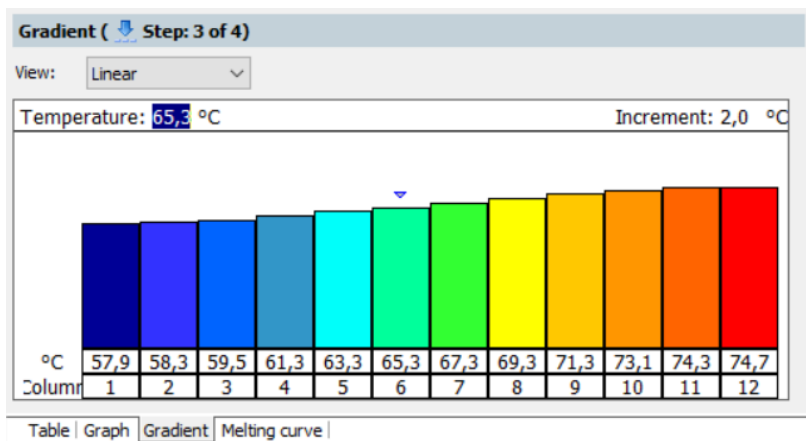 Gradient ( Step: 3 of 4)
View: Linear
Temperature: 65,3 °C Increment: 2,0 °C
°C 57,9 58,3 59,5 61,3 63,3 65,3 67,3 69,3 71,3 73,1 74,3 74,7
Column 1 2 3 4 5 6 7 8 9 10 11 12
Table Graph Gradient Melting curve